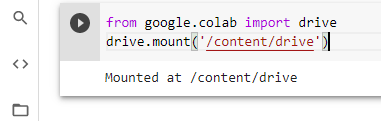 from google.colab import drive
drive.mount('/content/drive')
Mounted at /content/drive